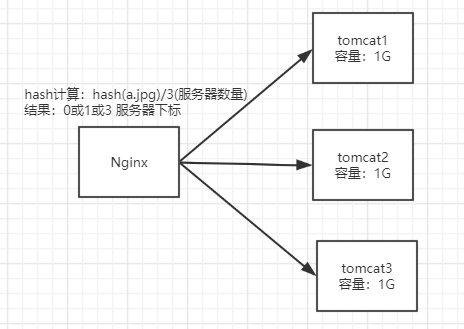 tomcat1
容量：1G
hash计算：hash(a.jpg)/3(服务器数量)
结果：0或1或3 服务器下标
Nginx
tomcat2
容量：1G
tomcat3
容量：1G